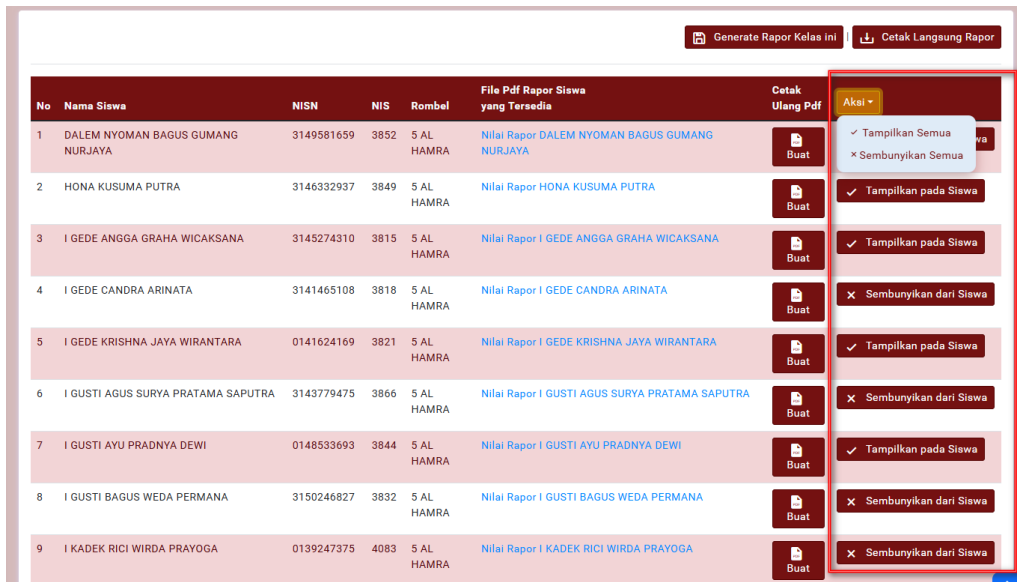 Generate Rapor Kelas ini | Cetak Langsung Rapor
No Nama Siswa NISN NIS Rombel File Pdf Rapor Siswa yang Tersedia Cetak Ulang Pdf Aksi
Tampilkan Semua
Sembunyikan Semua
1 DALEM NYOMAN BAGUS GUMANG NURJAYA 3149581659 3852 5 AL HAMRA Nilai Rapor DALEM NYOMAN BAGUS GUMANG NURJAYA Buat
2 HONA KUSUMA PUTRA 3146332937 3849 5 AL HAMRA Nilai Rapor HONA KUSUMA PUTRA Buat Tampilkan pada Siswa
3 I GEDE ANGGA GRAHA WICAKSANA 3145274310 3815 5 AL HAMRA Nilai Rapor I GEDE ANGGA GRAHA WICAKSANA Buat Tampilkan pada Siswa
4 I GEDE CANDRA ARINATA 3141465108 3818 5 AL HAMRA Nilai Rapor I GEDE CANDRA ARINATA Buat Sembunyikan dari Siswa
5 I GEDE KRISHNA JAYA WIRANTARA 0141624169 3821 5 AL HAMRA Nilai Rapor I GEDE KRISHNA JAYA WIRANTARA Buat Tampilkan pada Siswa
6 I GUSTI AGUS SURYA PRATAMA SAPUTRA 3143779475 3866 5 AL HAMRA Nilai Rapor I GUSTI AGUS SURYA PRATAMA SAPUTRA Buat Sembunyikan dari Siswa
7 I GUSTI AYU PRADNYA DEWI 0148533693 3844 5 AL HAMRA Nilai Rapor I GUSTI AYU PRADNYA DEWI Buat Tampilkan pada Siswa
8 I GUSTI BAGUS WEDA PERMANA 3150246827 3832 5 AL HAMRA Nilai Rapor I GUSTI BAGUS WEDA PERMANA Buat Sembunyikan dari Siswa
9 I KADEK RICI WIRDA PRAYOGA 0139247375 4083 5 AL HAMRA Nilai Rapor I KADEK RICI WIRDA PRAYOGA Buat Sembunyikan dari Siswa